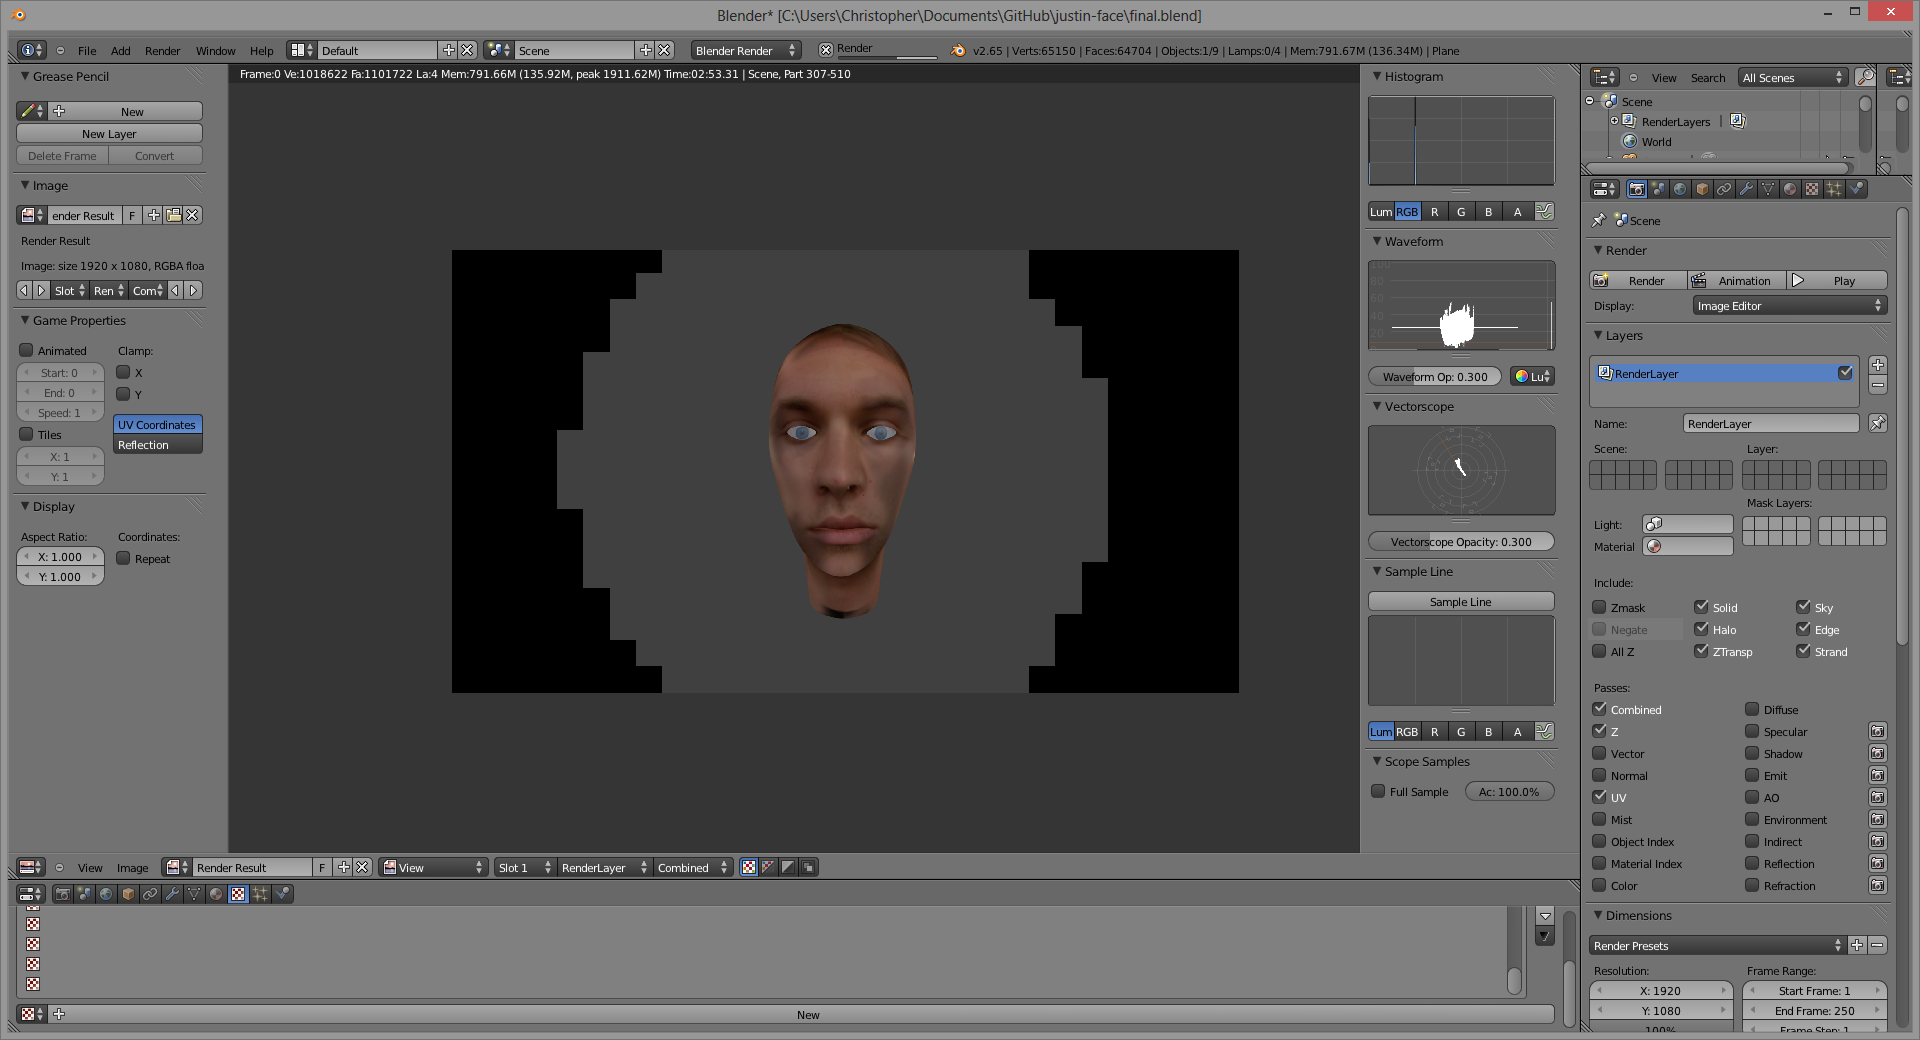 Blender* [C:\Users\Christopher\Documents\GitHub\justin-face\final.blend]
File Add Render Window Help Default Scene Blender Render Render v2.65 | Verts:65150 | Faces:64704 | Objects:1/9 | Lamps:0/4 | Mem:791.67M (136.34M) | Plane
Frame:0 Ve:1018622 Fa:1101722 La:4 Mem:791.66M (135.92M, peak 1911.62M) Time:02:53.31 | Scene, Part 307-510
Grease Pencil
New
New Layer
Delete Frame Convert
Image
ender Result F
Render Result
Image: size 1920 x 1080, RGBA floa
Slot Ren Com
Game Properties
Animated Clamp:
Start: 0 X
End: 0 Y
Speed: 1
UV Coordinates
Tiles
Reflection
X: 1
Y: 1
Display
Aspect Ratio: Coordinates:
X: 1.000 Repeat
Y: 1.000
Histogram
Lum RGB R G B A
Waveform
100
80
60
40
20
Waveform Op: 0.300 Lu
Vectorscope
Vectorscope Opacity: 0.300
Sample Line
Sample Line
Lum RGB R G B A
Scope Samples
Full Sample Ac: 100.0%
View Search All Scenes
Scene
RenderLayers |
World
Scene
Render
Render Animation Play
Display: Image Editor
Layers
RenderLayer
Name: RenderLayer
Scene: Layer:
Mask Layers:
Light:
Material
Include:
Zmask Solid Sky
Negate Halo Edge
All Z ZTransp Strand
Passes:
Combined Diffuse
Z Specular
Vector Shadow
Normal Emit
UV AO
Mist Environment
Object Index Indirect
Material Index Reflection
Color Refraction
Dimensions
Render Presets
Resolution: Frame Range:
X: 1920 Start Frame: 1
Y: 1080 End Frame: 250
100% Frame Step: 1
View Image Render Result F View Slot 1 RenderLayer Combined
New